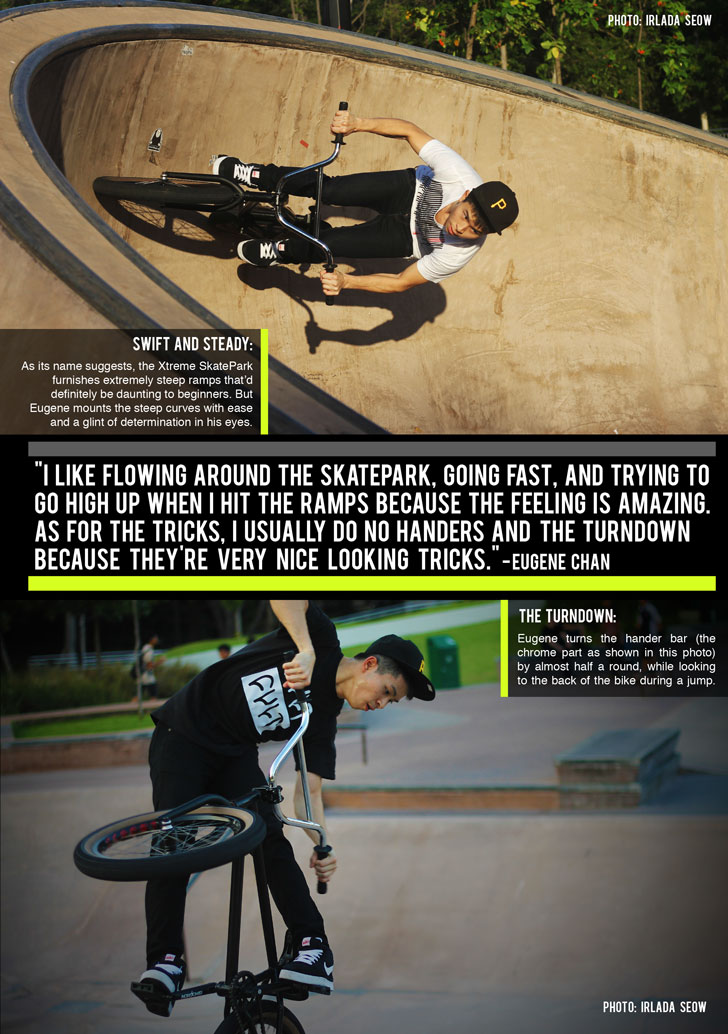 PHOTO: IRLADA SEOW
P
SWIFT AND STEADY:
As its name suggests, the Xtreme SkatePark
furnishes extremely steep ramps that'd
definitely be daunting to beginners. But
Eugene mounts the steep curves with ease
and a glint of determination in his eyes.
"I LIKE FLOWING AROUND THE SKATEPARK, GOING FAST, AND TRYING TO
GO HIGH UP WHEN I HIT THE RAMPS BECAUSE THE FEELING IS AMAZING.
AS FOR THE TRICKS, I USUALLY DO NO HANDERS AND THE TURNDOWN
BECAUSE THEY'RE VERY NICE LOOKING TRICKS." -EUGENE CHAN
THE TURNDOWN:
Eugene turns the hander bar (the
chrome part as shown in this photo)
by almost half a round, while looking
to the back of the bike during a jump.
PHOTO: IRLADA SEOW